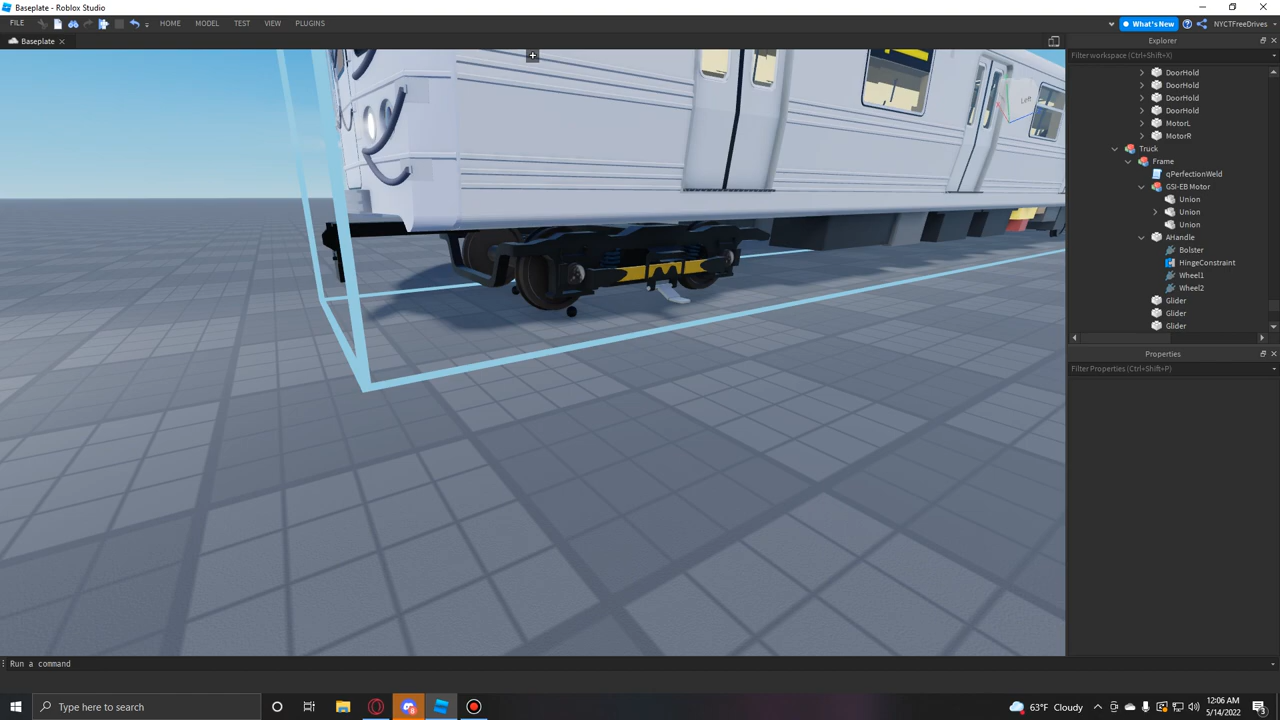 Baseplate - Roblox Studio
FILE
HOME
MODEL
TEST
VIEW
PLUGINS
What's New
NYCTFreeDrives
Baseplate
Left
Explorer
Filter workspace (Ctrl+Shift+X)
DoorHold
DoorHold
DoorHold
DoorHold
MotorL
MotorR
Truck
Frame
qPerfectionWeld
GSI-EB Motor
Union
Union
Union
AHandle
Bolster
HingeConstraint
Wheel1
Wheel2
Glider
Glider
Glider
Properties
Filter Properties (Ctrl+Shift+P)
Run a command
Type here to search
63°F Cloudy
12:06 AM
5/14/2022